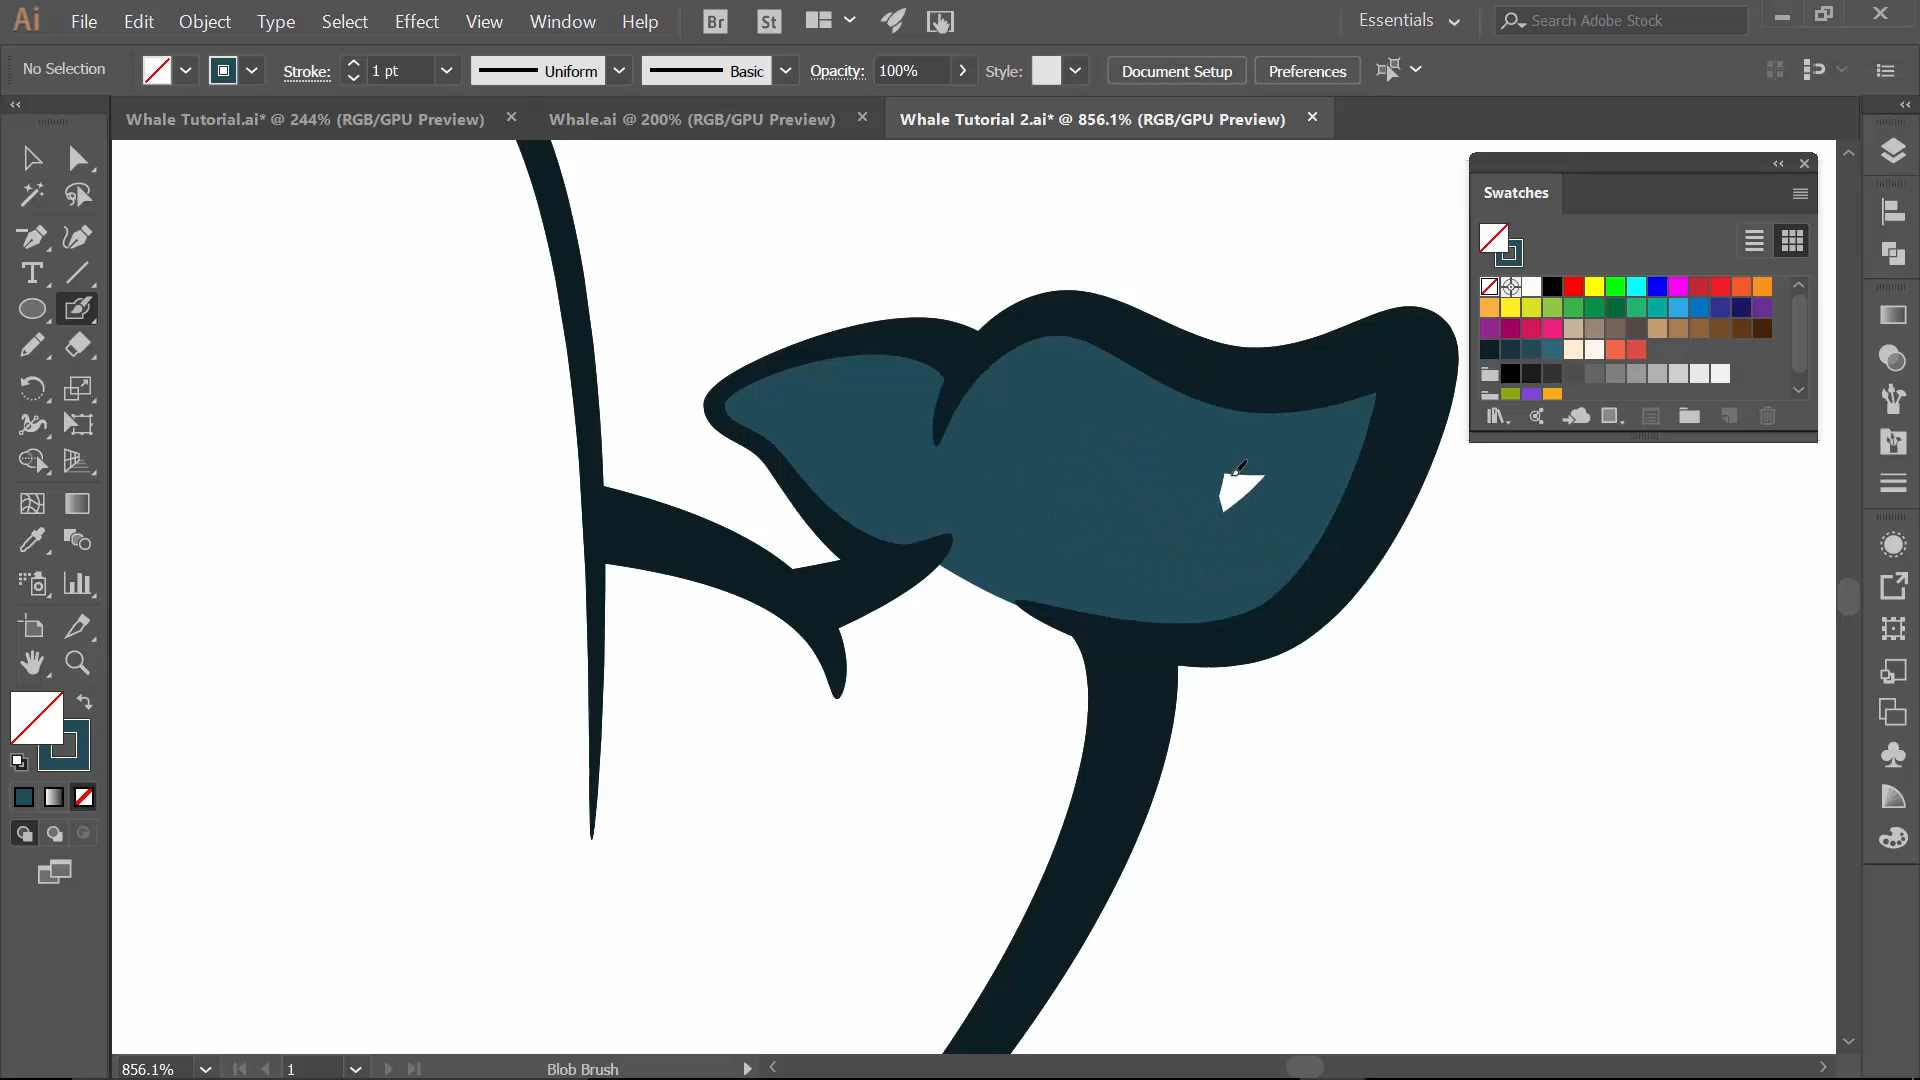 Ai File Edit Object Type Select Effect View Window Help Br St Essentials Search Adobe Stock
No Selection Stroke: 1 pt Uniform Basic Opacity: 100% Style: Document Setup Preferences
Whale Tutorial.ai* @ 244% (RGB/GPU Preview) Whale.ai @ 200% (RGB/GPU Preview) Whale Tutorial 2.ai* @ 856.1% (RGB/GPU Preview)
Swatches
856.1% 1 Blob Brush